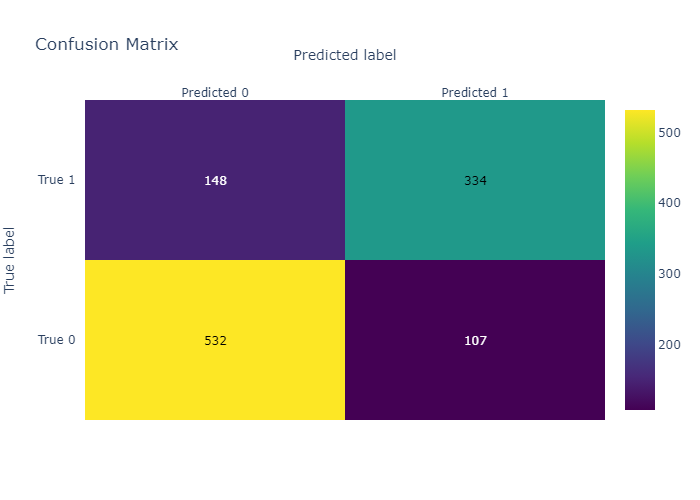 Confusion Matrix
Predicted label
Predicted 0 Predicted 1
True 1 148 334
True 0 532 107
True label
500
400
300
200